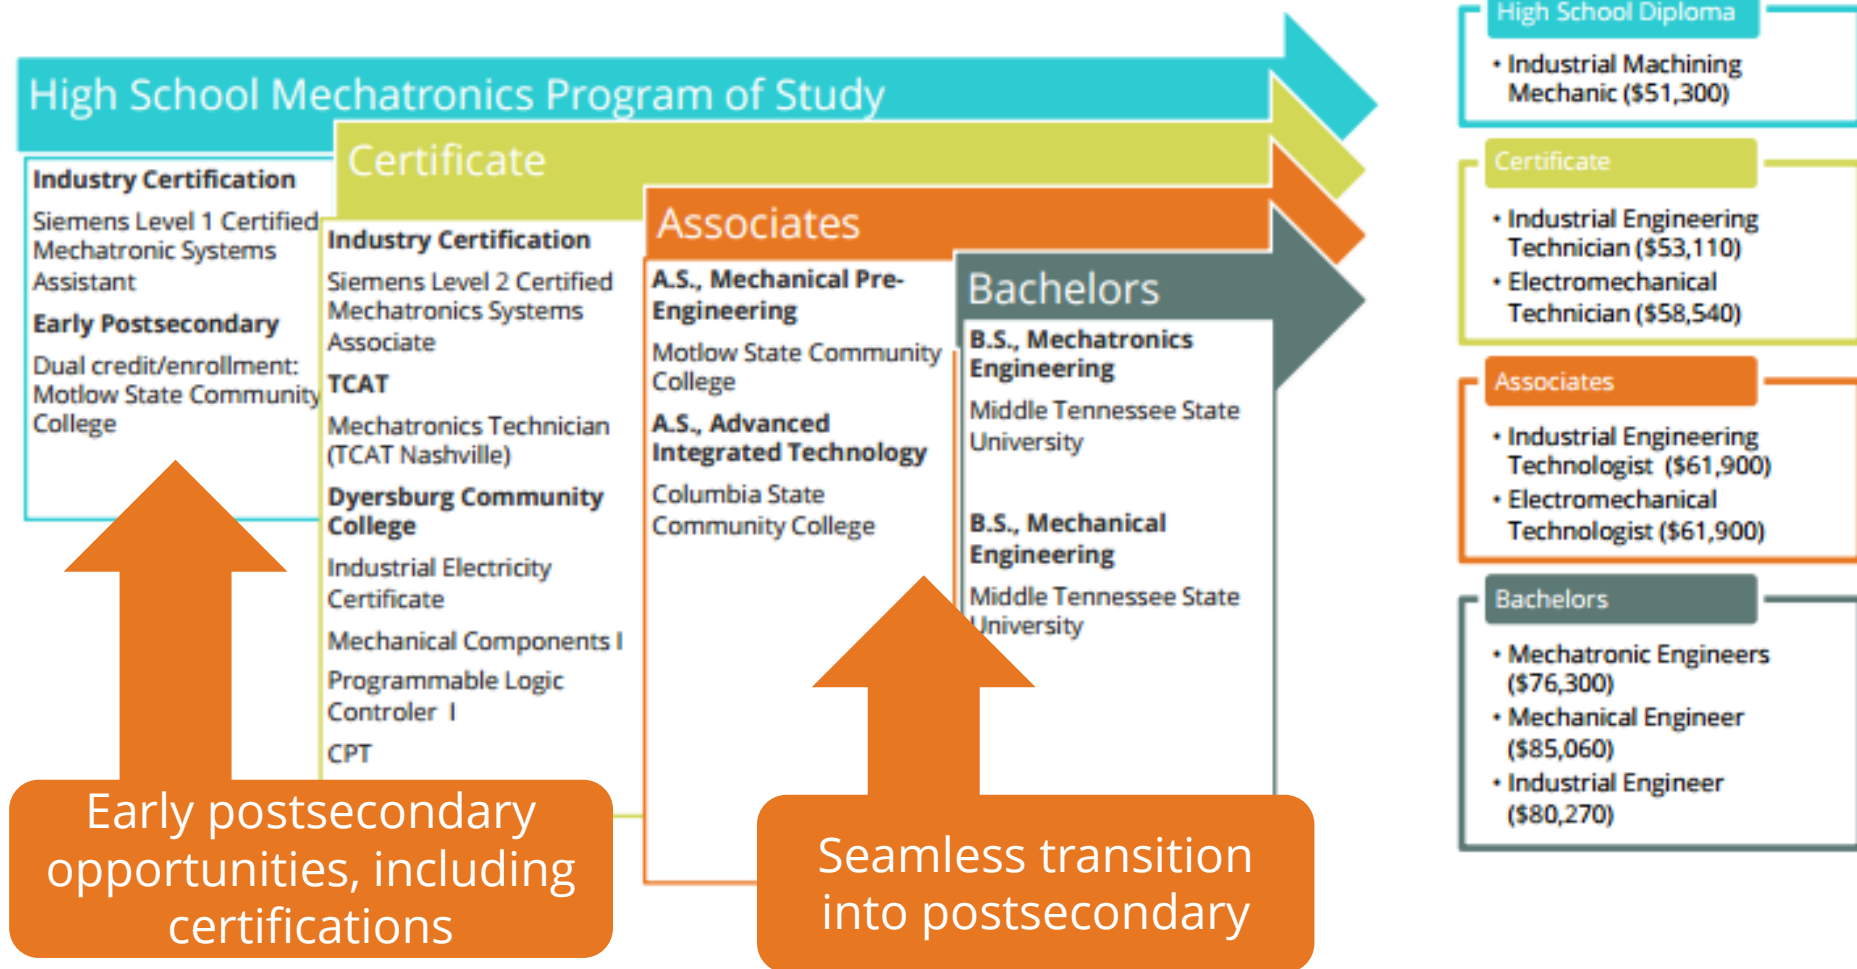 High School Mechatronics Program of Study
Industry Certification
Siemens Level 1 Certified
Mechatronic Systems
Assistant
Early Postsecondary
Dual credit/enrollment:
Motlow State Community
College
Certificate
Industry Certification
Siemens Level 2 Certified
Mechatronics Systems
Associate
TCAT
Mechatronics Technician
(TCAT Nashville)
Dyersburg Community
College
Industrial Electricity
Certificate
Mechanical Components I
Programmable Logic
Controler I
CPT
Associates
A.S., Mechanical Pre-
Engineering
Motlow State Community
College
A.S., Advanced
Integrated Technology
Columbia State
Community College
Bachelors
B.S., Mechatronics
Engineering
Middle Tennessee State
University
B.S., Mechanical
Engineering
Middle Tennessee State
University
Early postsecondary
opportunities, including
certifications
Seamless transition
into postsecondary
High School Diploma
• Industrial Machining
Mechanic ($51,300)
Certificate
• Industrial Engineering
Technician ($53,110)
• Electromechanical
Technician ($58,540)
Associates
• Industrial Engineering
Technologist ($61,900)
• Electromechanical
Technologist ($61,900)
Bachelors
• Mechatronic Engineers
($76,300)
• Mechanical Engineer
($85,060)
• Industrial Engineer
($80,270)